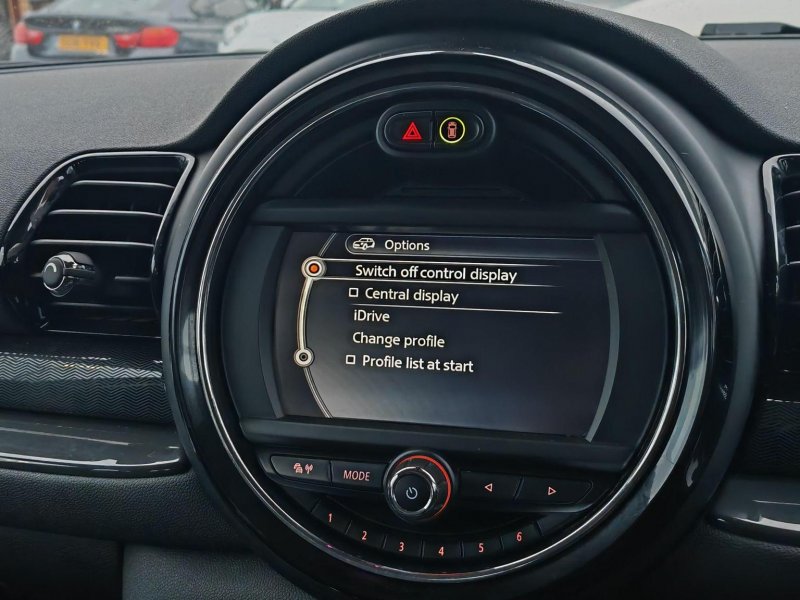 Options
Switch off control display
Central display
iDrive
Change profile
Profile list at start
MODE
1 2 3 4 5 6